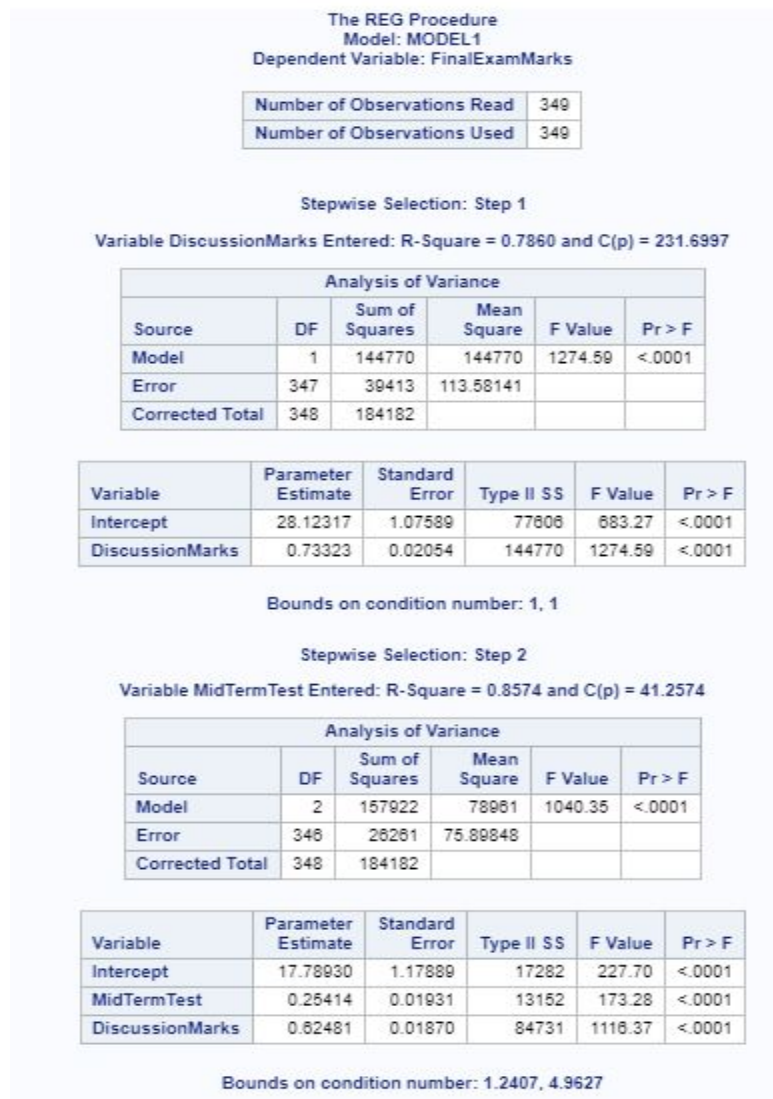 The REG Procedure
Model: MODEL1
Dependent Variable: FinalExamMarks
Number of Observations Read 349
Number of Observations Used 349
Stepwise Selection: Step 1
Variable DiscussionMarks Entered: R-Square = 0.7860 and C(p) = 231.6997
Analysis of Variance
Source DF Sum of Squares Mean Square F Value Pr > F
Model 1 144770 144770 1274.59 <.0001
Error 347 39413 113.58141
Corrected Total 348 184182
Variable Parameter Estimate Standard Error Type II SS F Value Pr > F
Intercept 28.12317 1.07589 77606 683.27 <.0001
DiscussionMarks 0.73323 0.02054 144770 1274.59 <.0001
Bounds on condition number: 1, 1
Stepwise Selection: Step 2
Variable MidTermTest Entered: R-Square = 0.8574 and C(p) = 41.2574
Analysis of Variance
Source DF Sum of Squares Mean Square F Value Pr > F
Model 2 157922 78961 1040.35 <.0001
Error 346 26261 75.89848
Corrected Total 348 184182
Variable Parameter Estimate Standard Error Type II SS F Value Pr > F
Intercept 17.78930 1.17889 17282 227.70 <.0001
MidTermTest 0.25414 0.01931 13152 173.28 <.0001
DiscussionMarks 0.62481 0.01870 84731 1116.37 <.0001
Bounds on condition number: 1.2407, 4.9627